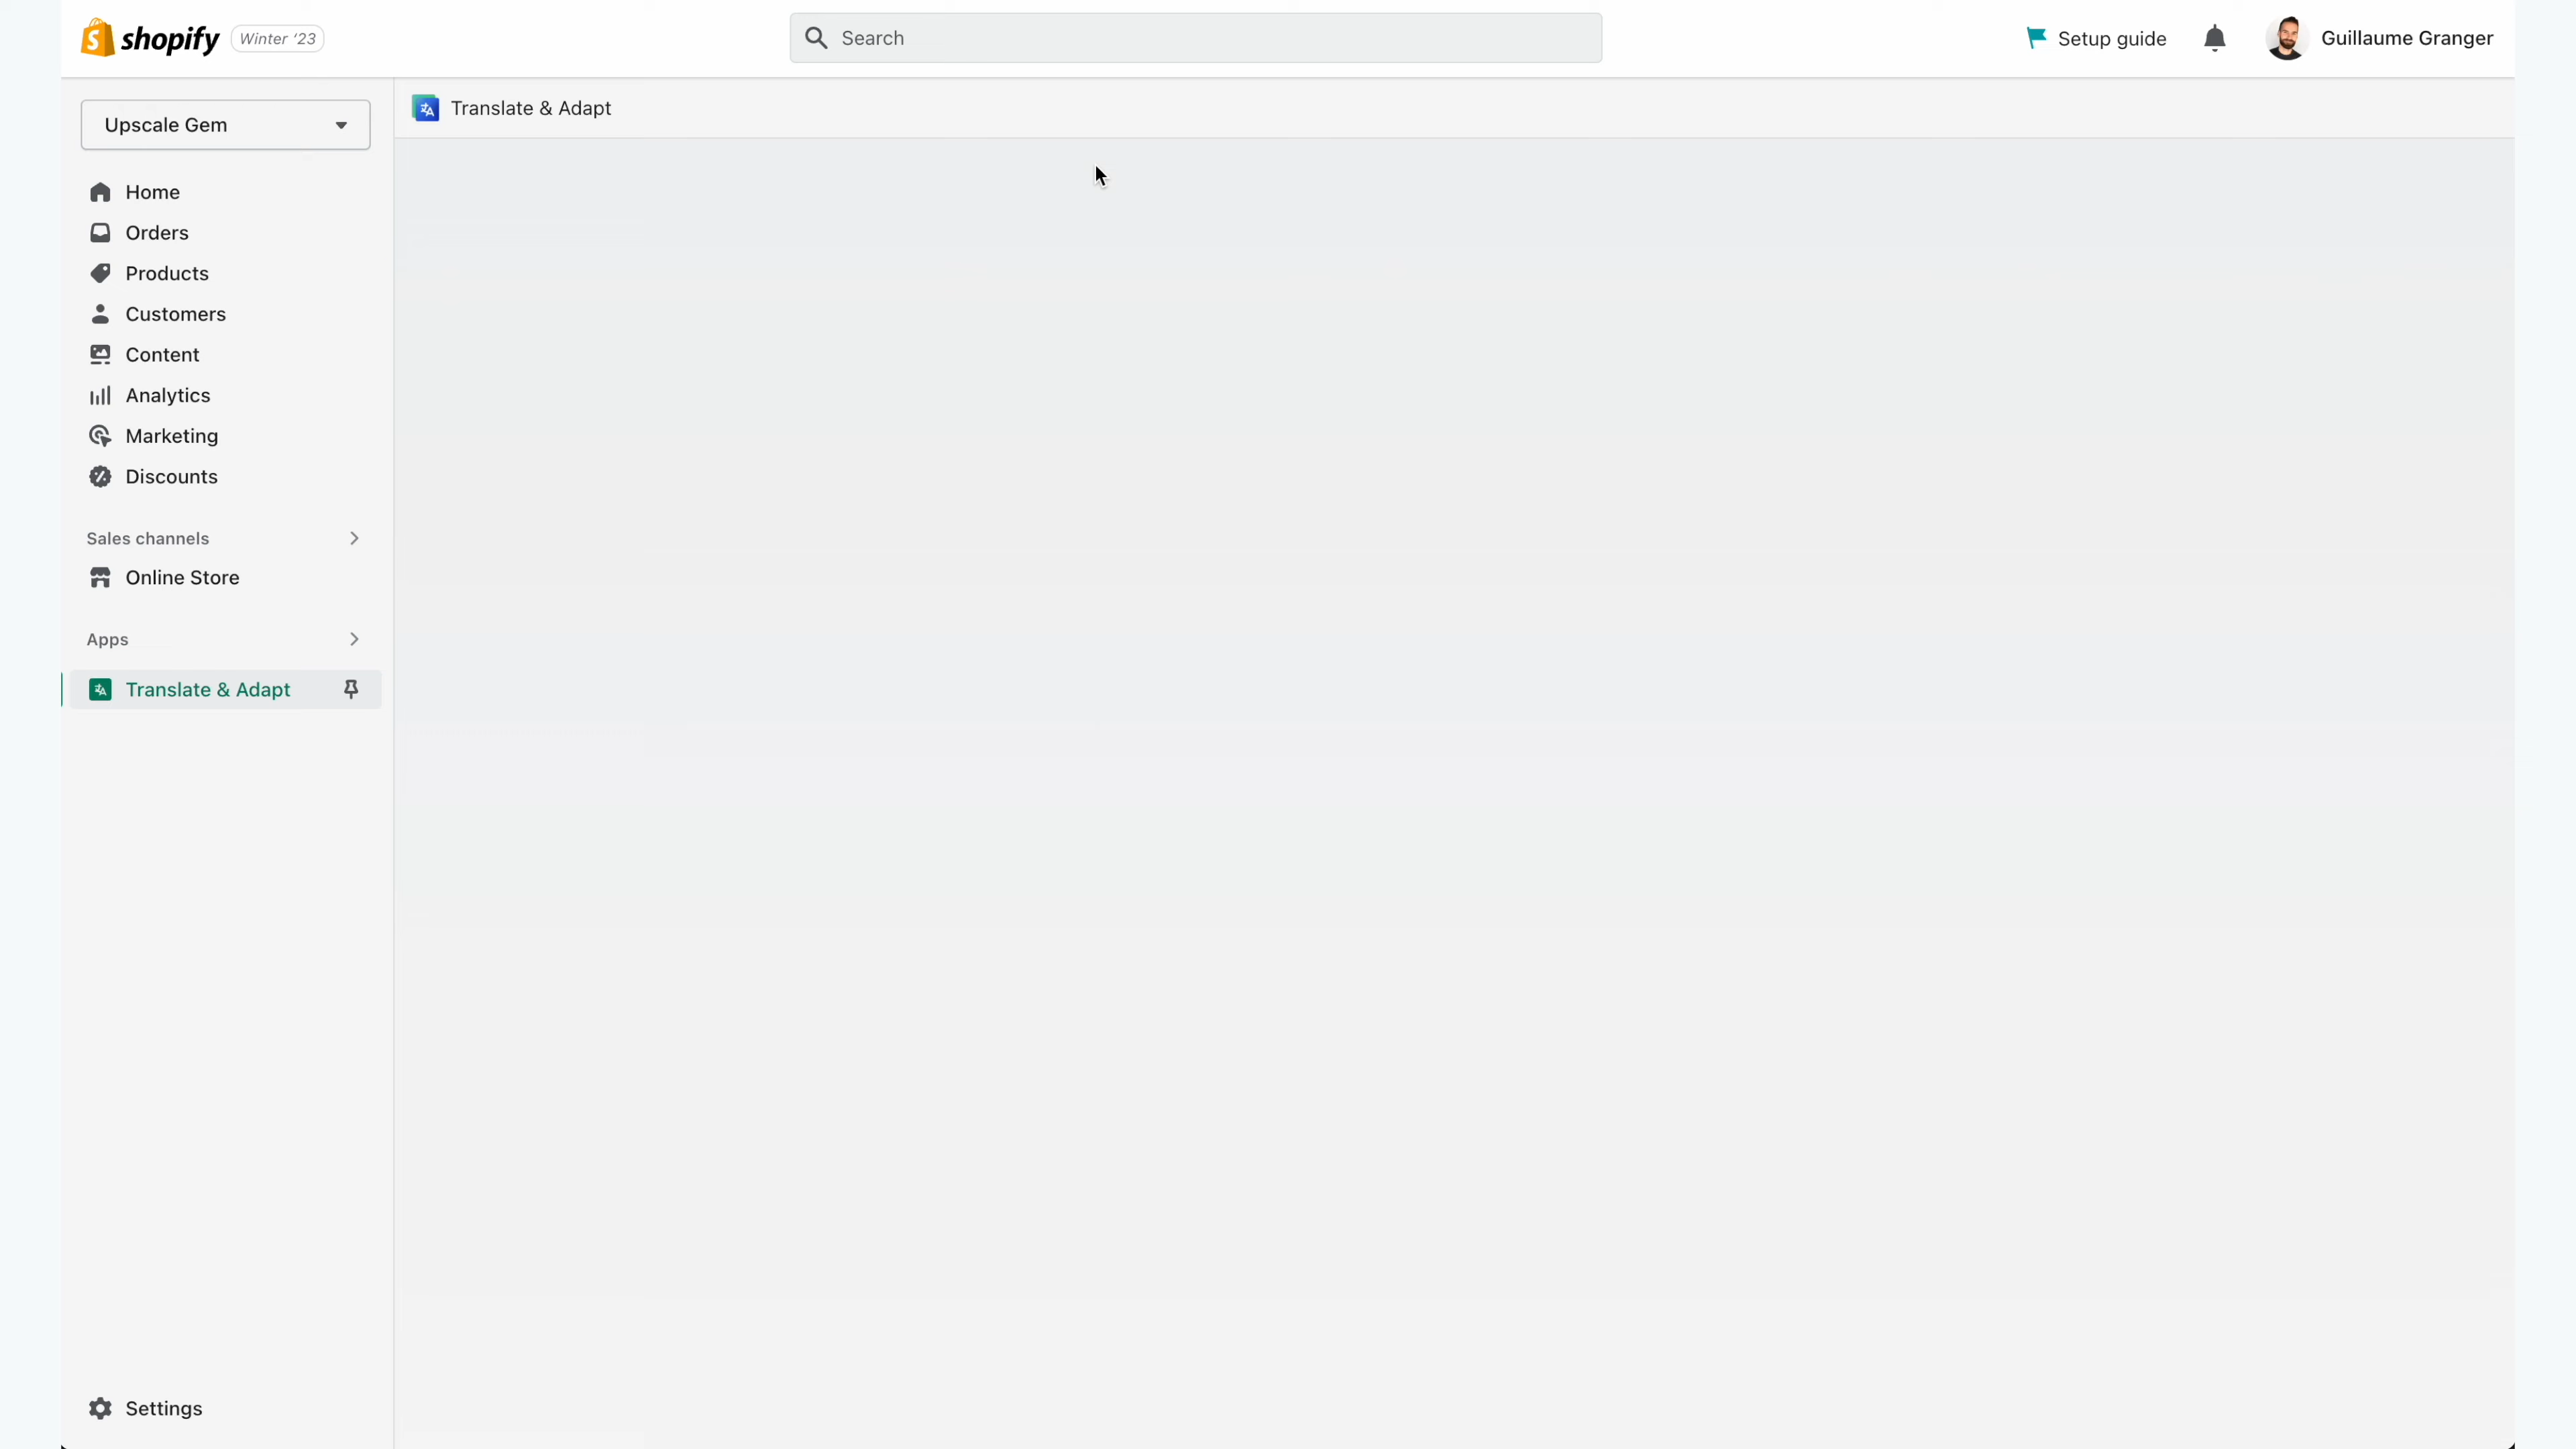 shopify Winter ‘23
Search
Setup guide
Guillaume Granger
Upscale Gem
Translate & Adapt
Home
Orders
Products
Customers
Content
Analytics
Marketing
Discounts
Sales channels
Online Store
Apps
Translate & Adapt
Settings